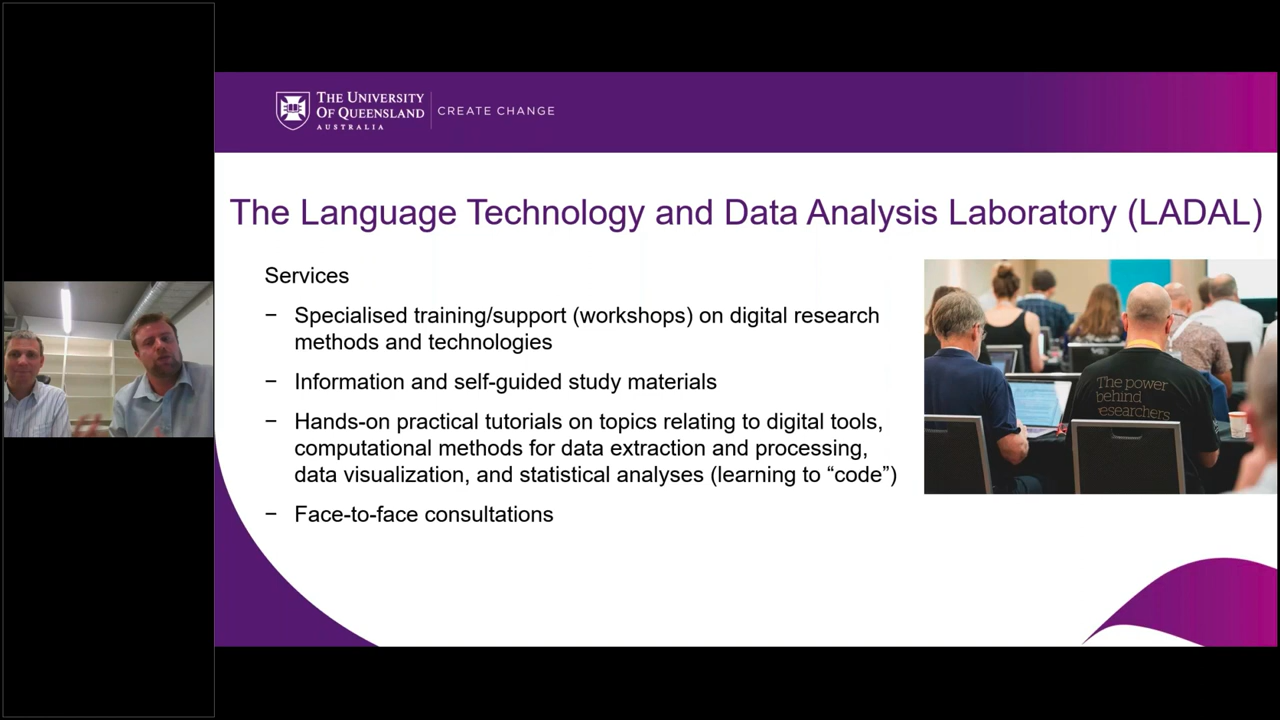 THE UNIVERSITY
OF QUEENSLAND
AUSTRALIA
CREATE CHANGE
The Language Technology and Data Analysis Laboratory (LADAL)
Services
− Specialised training/support (workshops) on digital research
methods and technologies
− Information and self-guided study materials
− Hands-on practical tutorials on topics relating to digital tools,
computational methods for data extraction and processing,
data visualization, and statistical analyses (learning to “code”)
− Face-to-face consultations
The power
behind
researchers